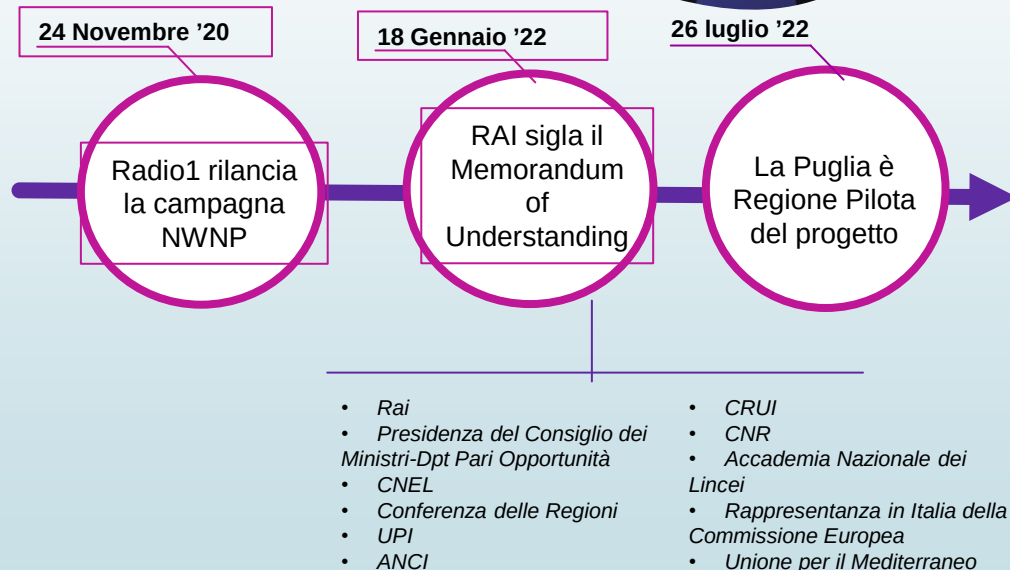 24 Novembre ’20
18 Gennaio ’22
26 luglio ’22
Radio1 rilancia
la campagna
NWNP
RAI sigla il
Memorandum
of
Understanding
La Puglia è
Regione Pilota
del progetto
• Rai
• Presidenza del Consiglio dei
Ministri-Dpt Pari Opportunità
• CNEL
• Conferenza delle Regioni
• UPI
• ANCI
• CRUI
• CNR
• Accademia Nazionale dei
Lincei
• Rappresentanza in Italia della
Commissione Europea
• Unione per il Mediterraneo